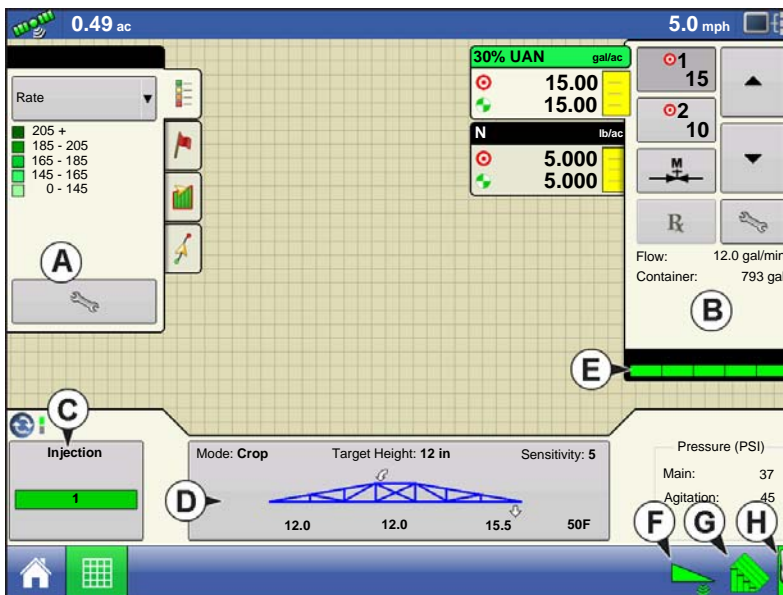 0.49 ac
5.0 mph
Rate
205 +
185 - 205
165 - 185
145 - 165
0 - 145
A
30% UAN gal/ac
15.00
15.00
N lb/ac
5.000
5.000
1
15
2
10
M
Rx
Flow: 12.0 gal/min
Container: 793 gal
B
E
C
Injection
1
Mode: Crop Target Height: 12 in Sensitivity: 5
D
12.0 12.0 15.5 50F
Pressure (PSI)
Main: 37
Agitation: 45
F G H